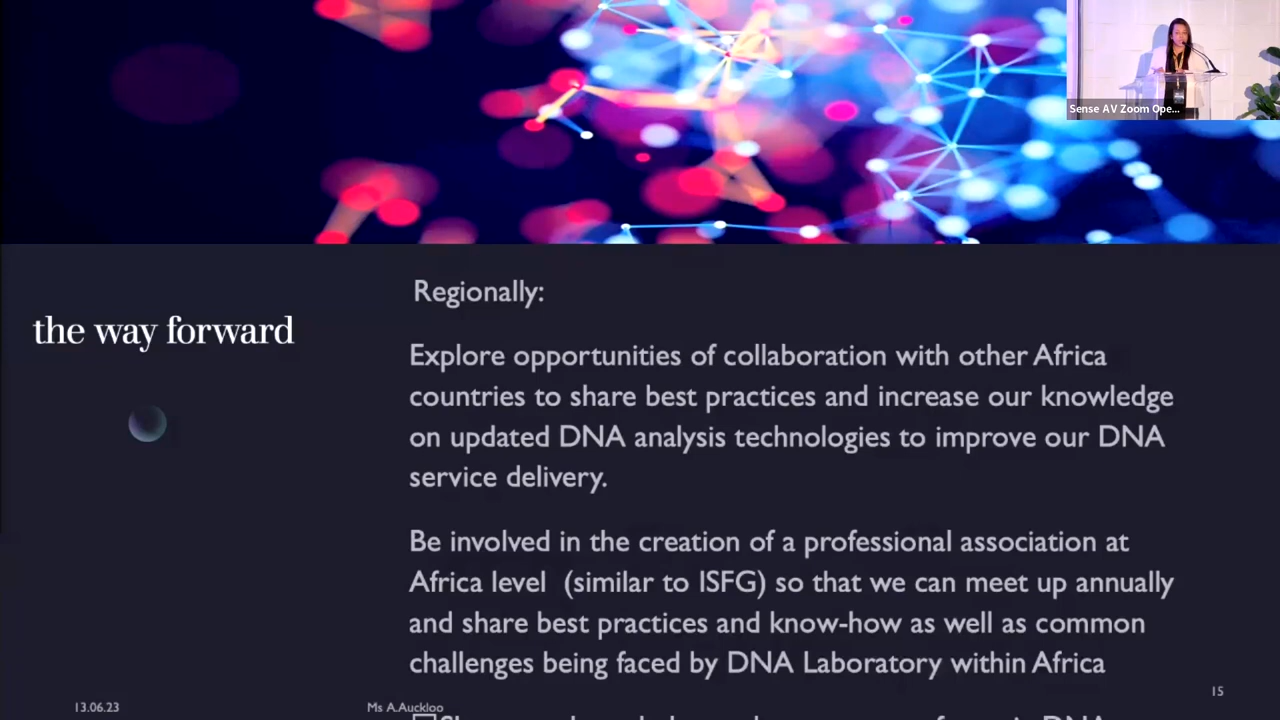 Sense AV Zoom Ope...
the way forward
Regionally:
Explore opportunities of collaboration with other Africa
countries to share best practices and increase our knowledge
on updated DNA analysis technologies to improve our DNA
service delivery.
Be involved in the creation of a professional association at
Africa level (similar to ISFG) so that we can meet up annually
and share best practices and know-how as well as common
challenges being faced by DNA Laboratory within Africa
13.06.23
Ms A.Auckloo
15